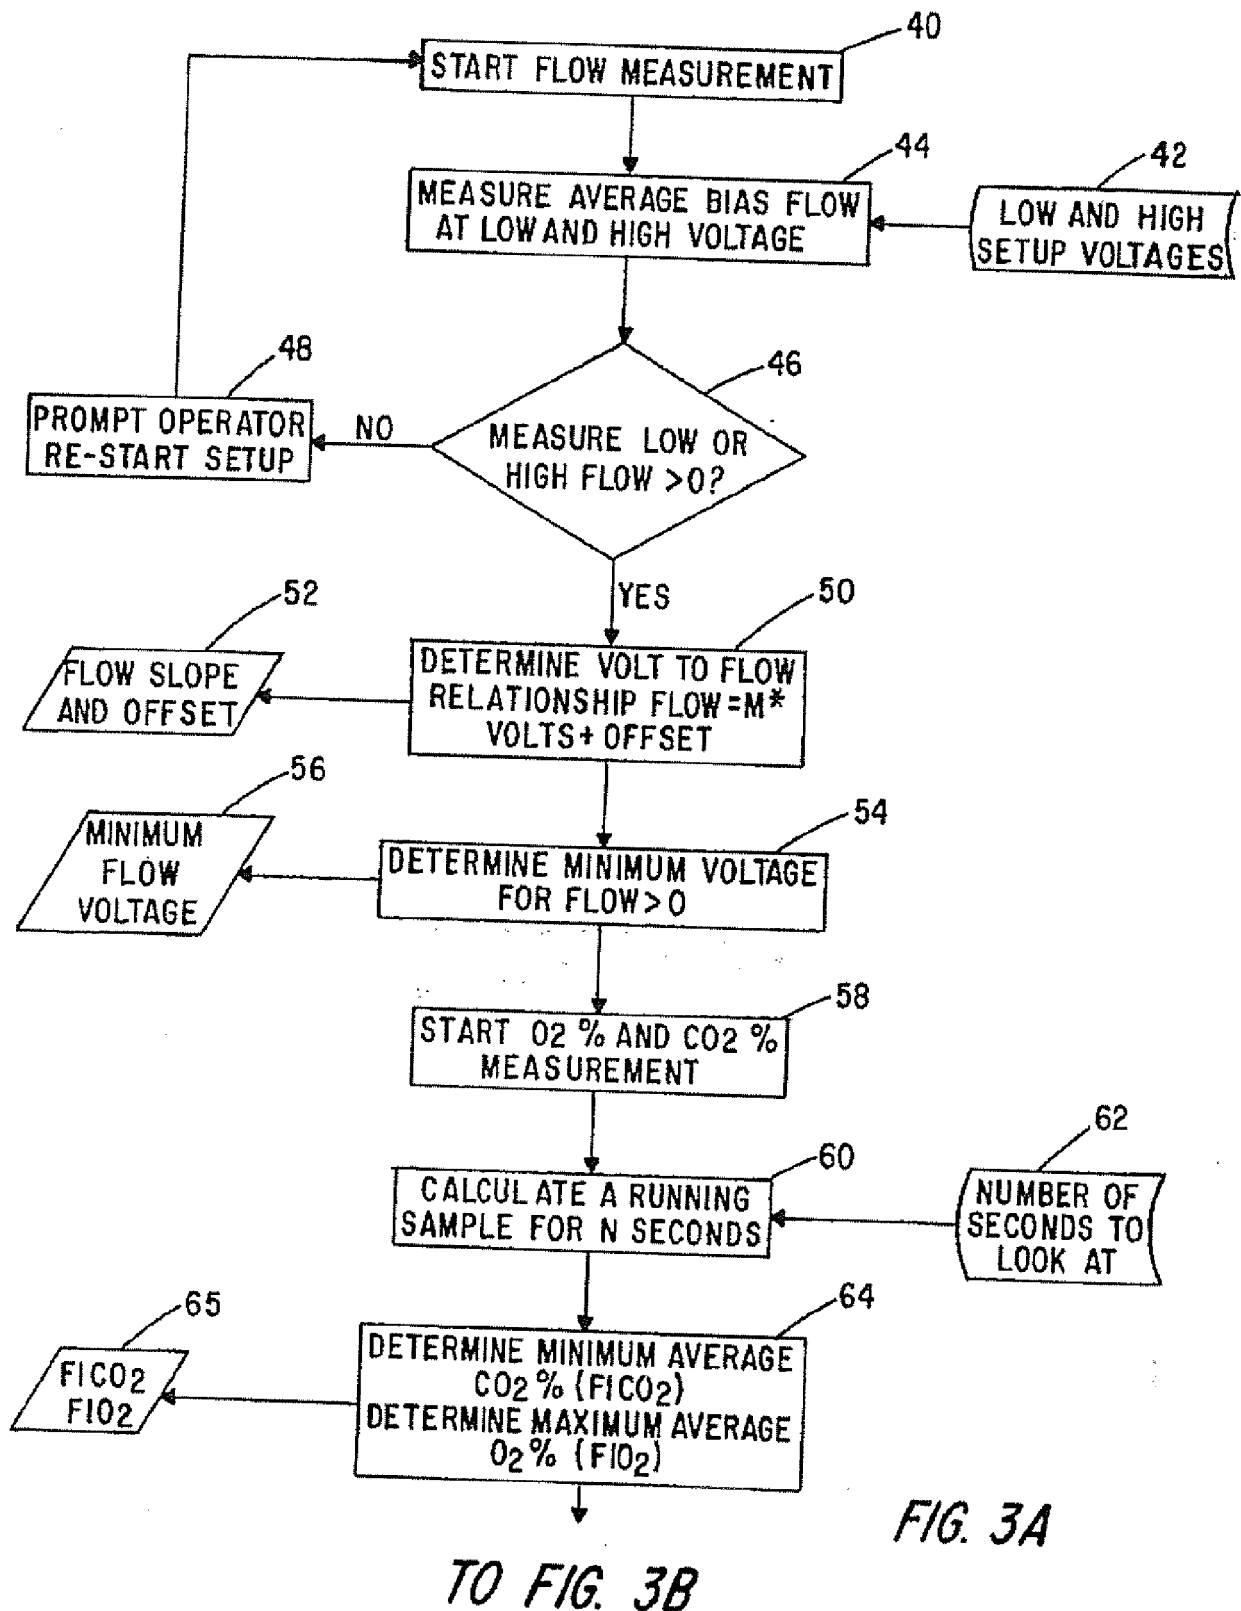 40
START FLOW MEASUREMENT
44
42
MEASURE AVERAGE BIAS FLOW
AT LOW AND HIGH VOLTAGE
LOW AND HIGH
SETUP VOLTAGES
48
46
PROMPT OPERATOR
RE-START SETUP
NO
MEASURE LOW OR
HIGH FLOW >0?
YES
52
50
FLOW SLOPE
AND OFFSET
DETERMINE VOLT TO FLOW
RELATIONSHIP FLOW=M*
VOLTS+ OFFSET
56
54
MINIMUM
FLOW
VOLTAGE
DETERMINE MINIMUM VOLTAGE
FOR FLOW>0
58
START O2 % AND CO2 %
MEASUREMENT
62
60
CALCULATE A RUNNING
SAMPLE FOR N SECONDS
NUMBER OF
SECONDS TO
LOOK AT
65
64
FICO2
FIO2
DETERMINE MINIMUM AVERAGE
CO2 % (FICO2)
DETERMINE MAXIMUM AVERAGE
O2 % (FIO2)
FIG. 3A
TO FIG. 3B